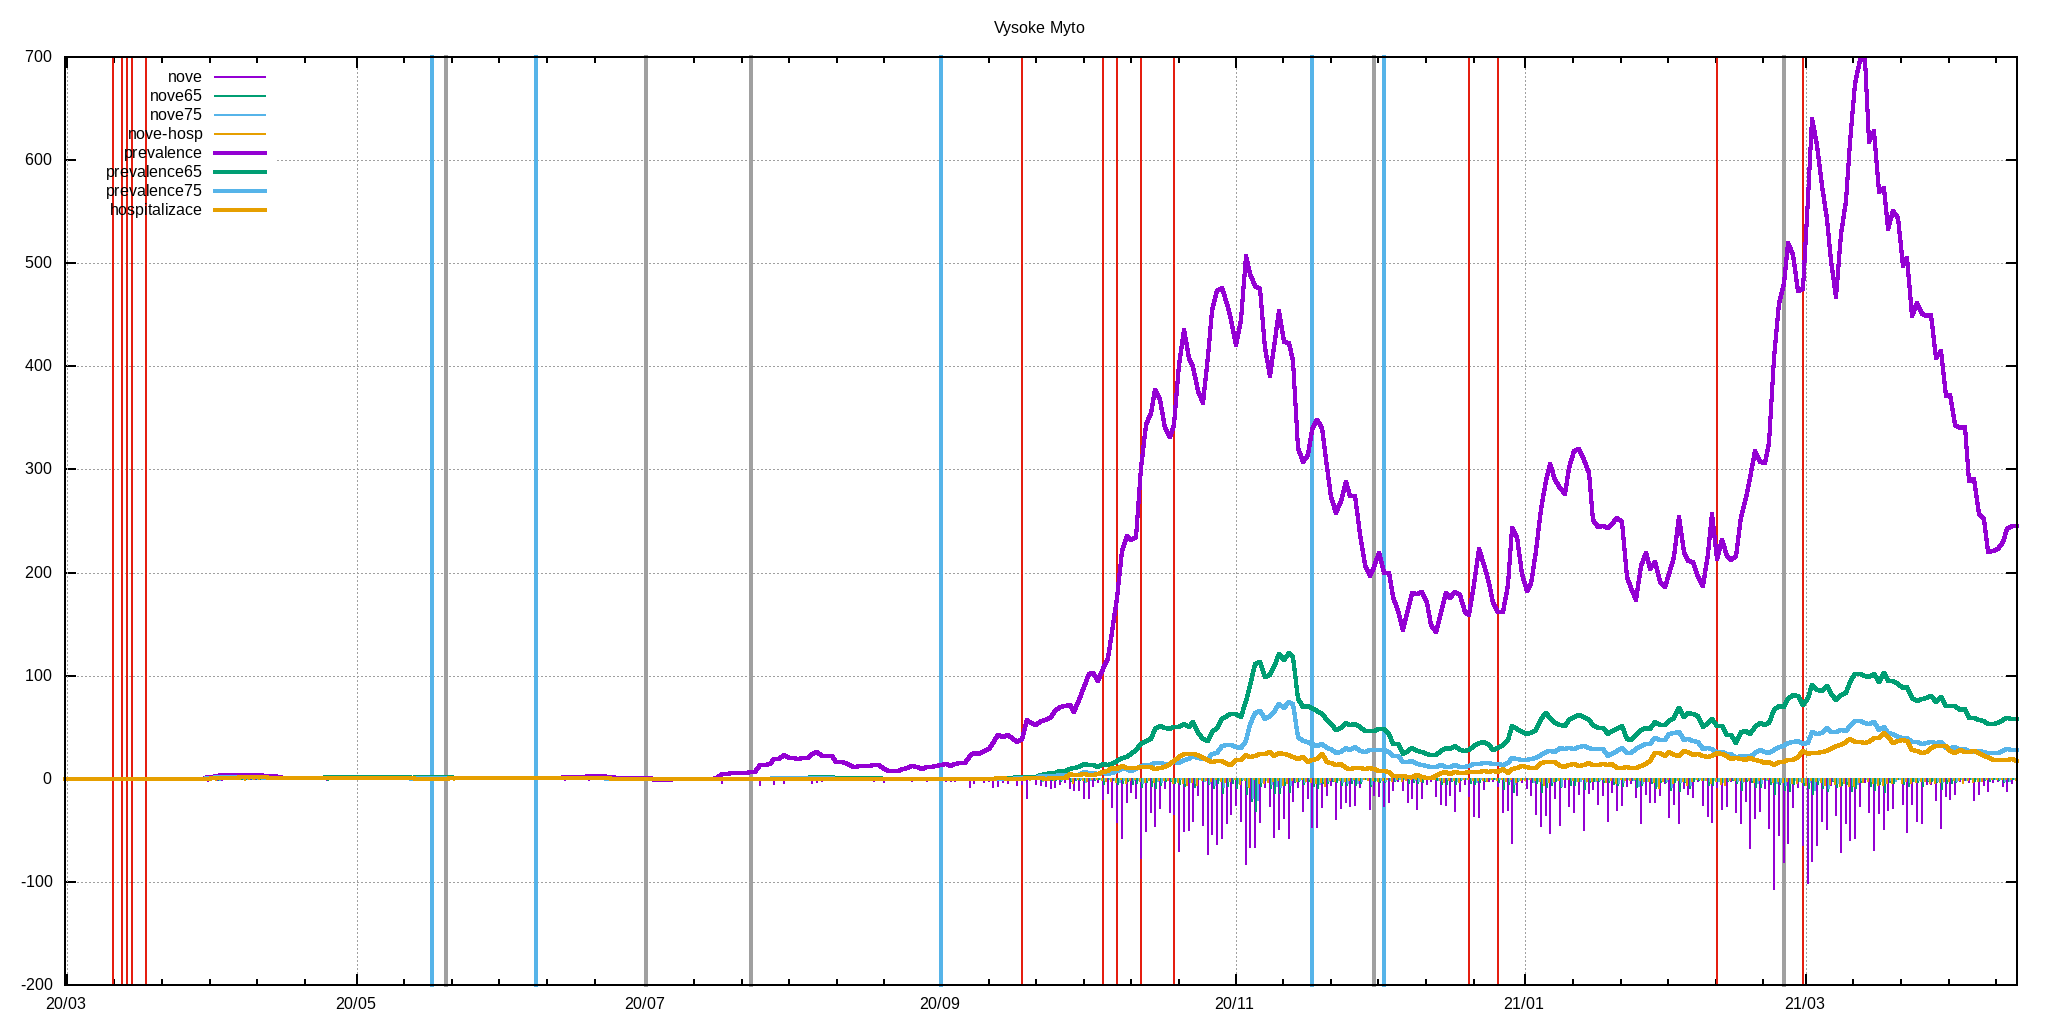 Vysoke Myto
700
600
500
400
300
200
100
0
-100
-200
nove
nove65
nove75
nove-hosp
prevalence
prevalence65
prevalence75
hospitalizace
20/03
20/05
20/07
20/09
20/11
21/01
21/03